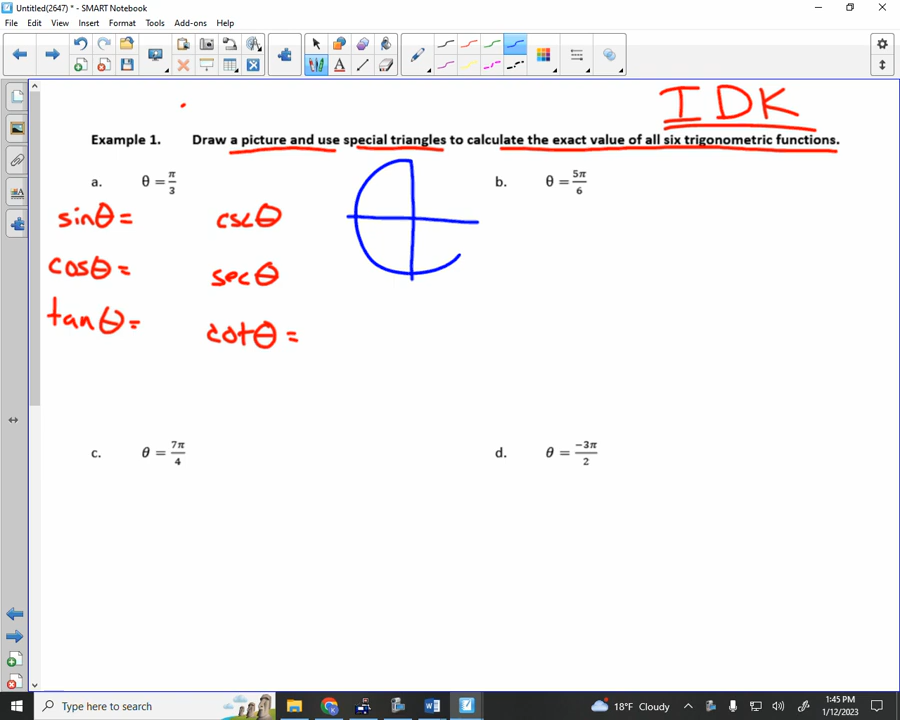 Untitled(2647) * - SMART Notebook
File Edit View Insert Format Tools Add-ons Help
IDK
Example 1. Draw a picture and use special triangles to calculate the exact value of all six trigonometric functions.
a. θ = π/3
b. θ = 5π/6
sinθ = cscθ
cosθ = secθ
tanθ = cotθ =
c. θ = 7π/4
d. θ = −3π/2
Type here to search
18°F Cloudy
1:45 PM
1/12/2023